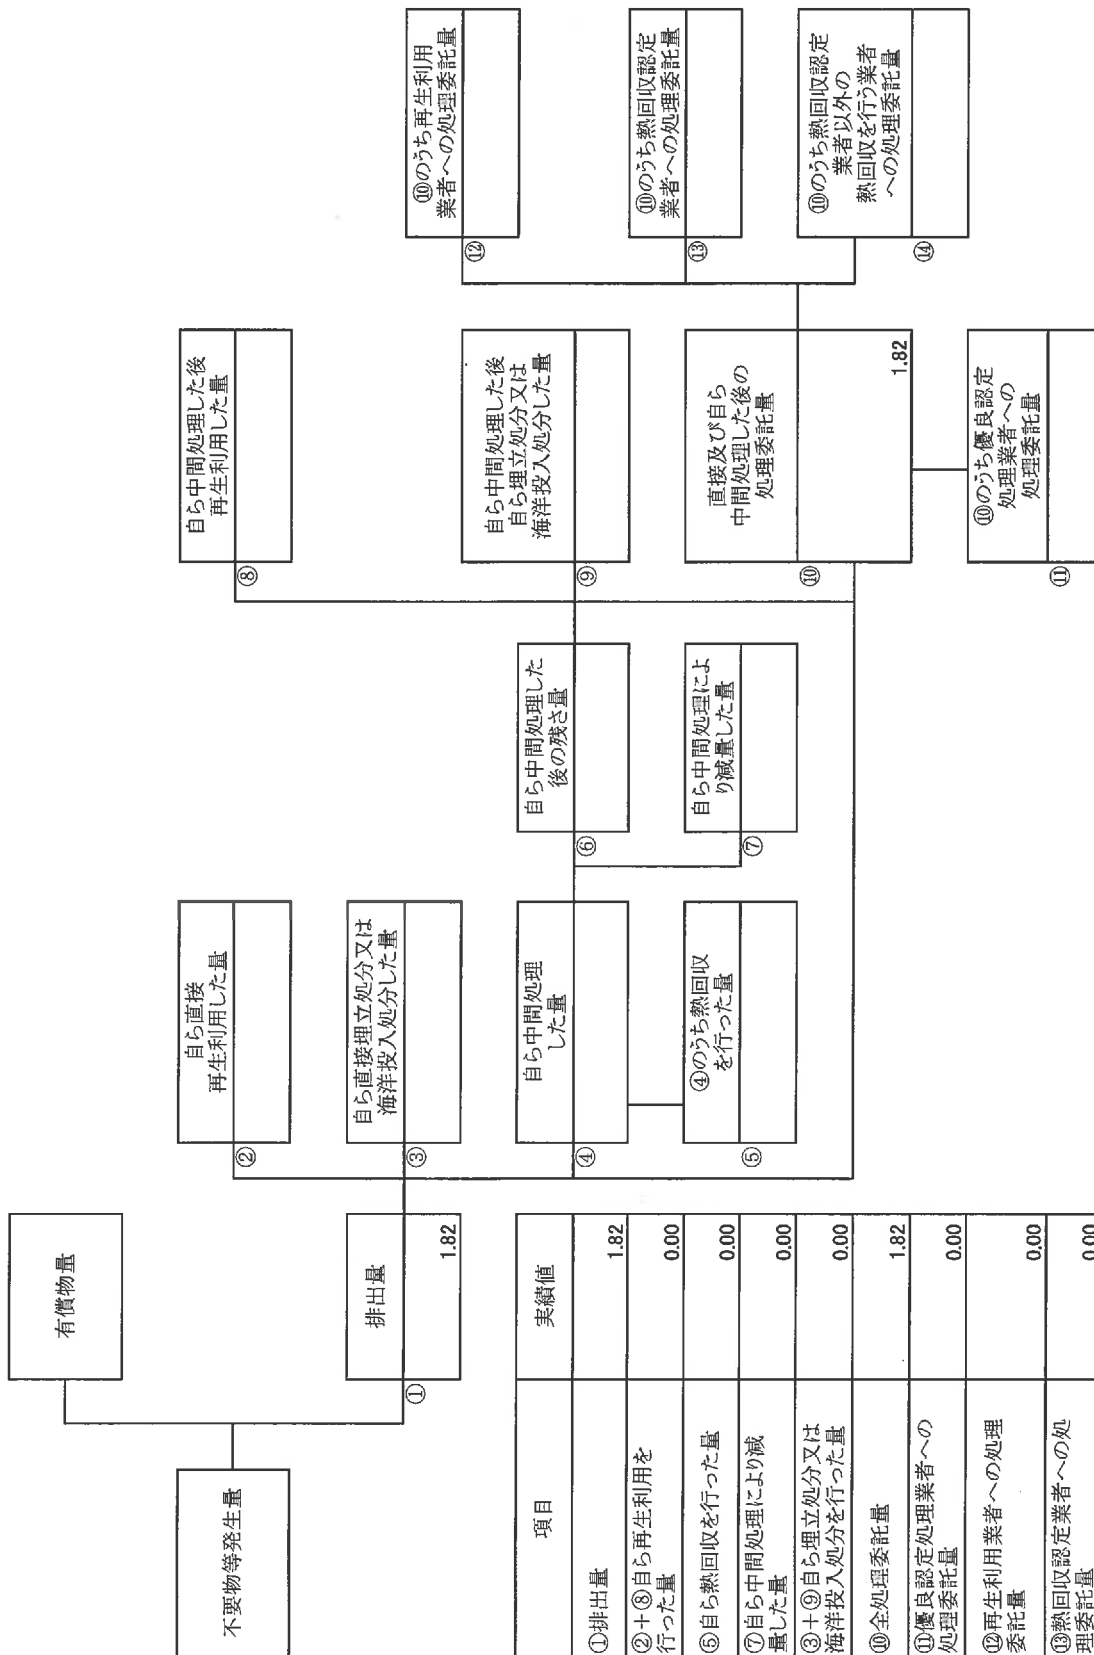 不要物等発生量
有償物量
排出量
①
1.82
自ら直接
再生利用した量
②
自ら直接埋立処分又は
海洋投入処分した量
③
自ら中間処理
した量
④
④のうち熱回収
を行った量
⑤
自ら中間処理した
後の残さ量
⑥
自ら中間処理によ
り減量した量
⑦
自ら中間処理した後
再生利用した量
⑧
自ら中間処理した後
自ら埋立処分又は
海洋投入処分した量
⑨
直接及び自ら
中間処理した後の
処理委託量
⑩
1.82
⑩のうち優良認定
処理業者への
処理委託量
⑪
⑩のうち再生利用
業者への処理委託量
⑫
⑩のうち熱回収認定
業者への処理委託量
⑬
⑩のうち熱回収認定
業者以外の
熱回収を行う業者
への処理委託量
⑭
項目 実績値
①排出量 1.82
②+⑧自ら再生利用を
行った量 0.00
⑤自ら熱回収を行った量 0.00
⑦自ら中間処理により減
量した量 0.00
③+⑨自ら埋立処分又は
海洋投入処分を行った量 0.00
⑩全処理委託量 1.82
⑪優良認定処理業者への
処理委託量 0.00
⑫再生利用業者への処理
委託量 0.00
⑬熱回収認定業者への処
理委託量 0.00